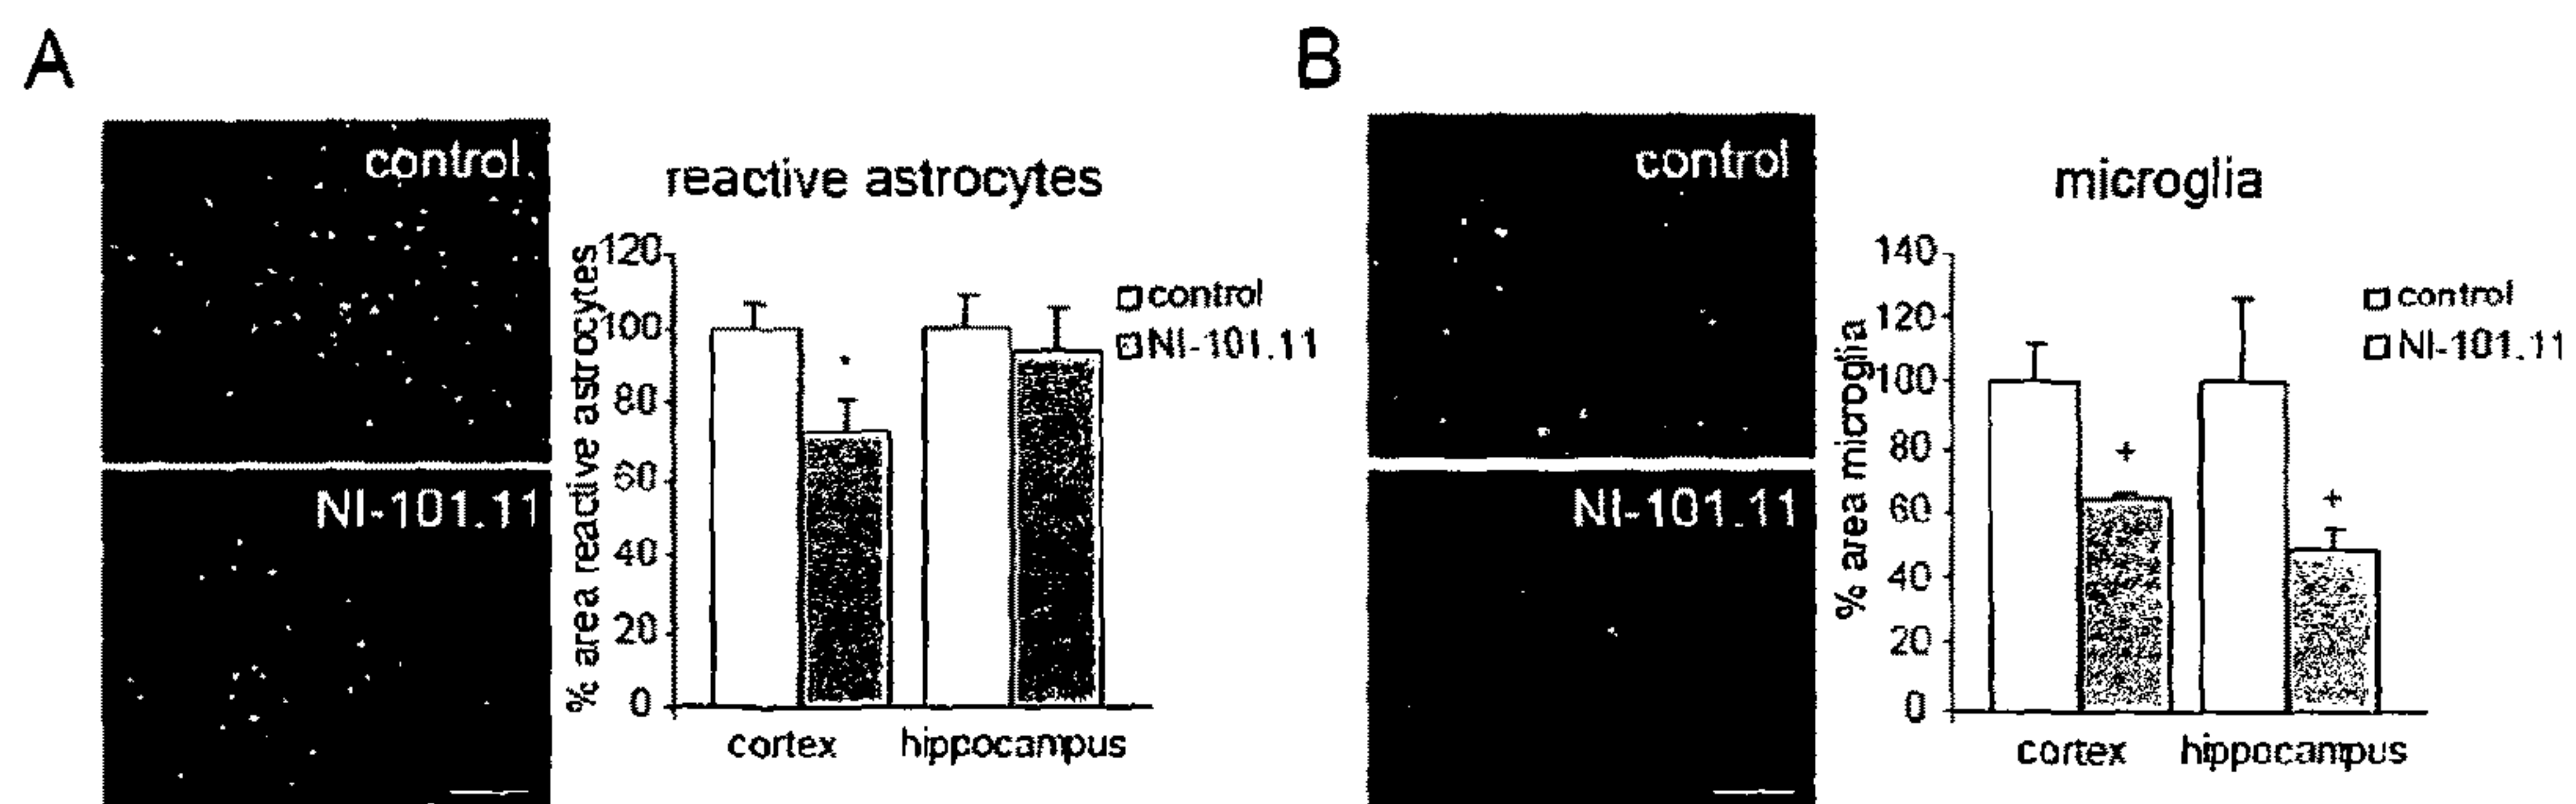 A
control
NI-101.11
reactive astrocytes
% area reactive astrocytes
120
100
80
60
40
20
0
cortex hippocampus
control
NI-101.11
B
control
NI-101.11
microglia
% area microglia
140
120
100
80
60
40
20
0
cortex hippocampus
control
NI-101.11